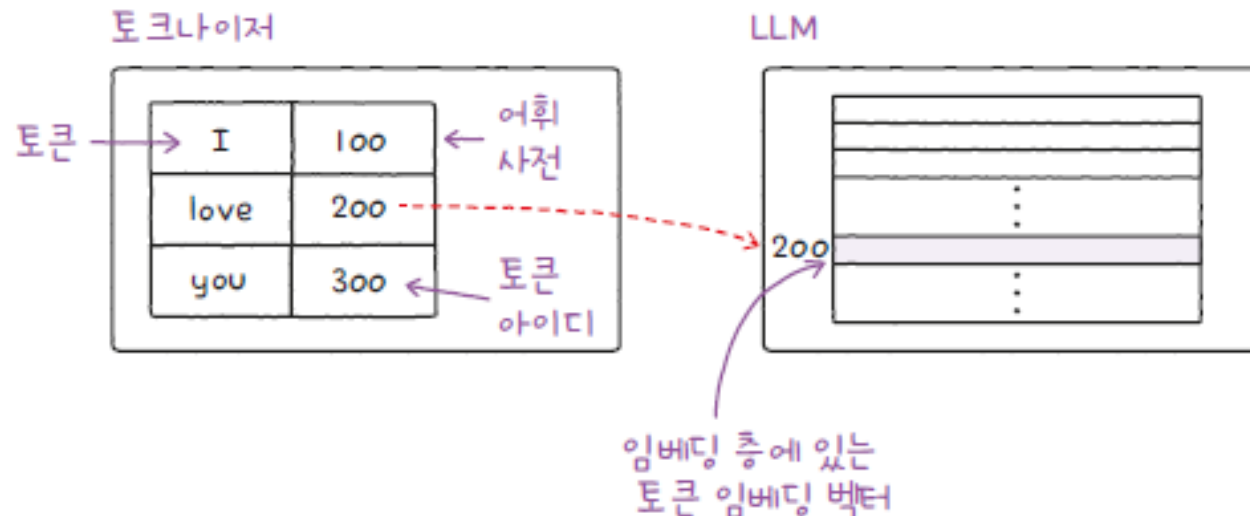 토크나이저
LLM
토큰
I 100
어휘
사전
love 200
200
you 300
토큰
아이디
임베딩 층에 있는
토큰 임베딩 벡터